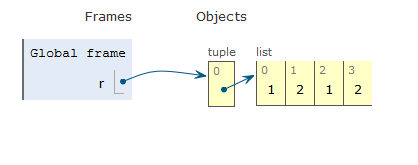 Frames Objects
Global frame
r
tuple
0
list
0 1 2 3
1 2 1 2